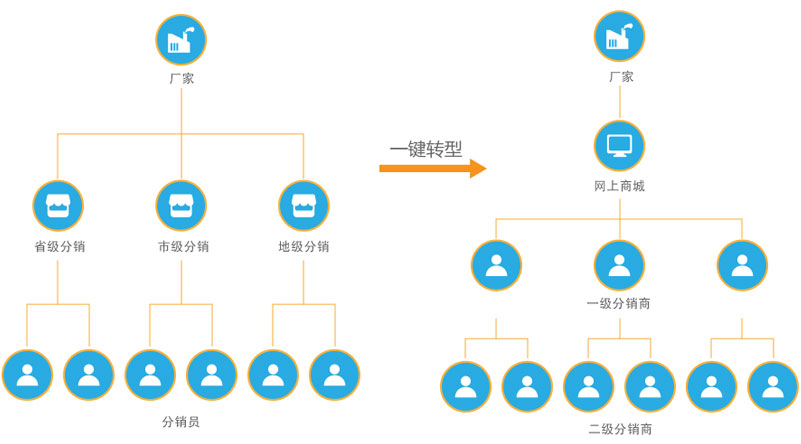 厂家
省级分销
市级分销
地级分销
分销员
一键转型
厂家
网上商城
一级分销商
二级分销商